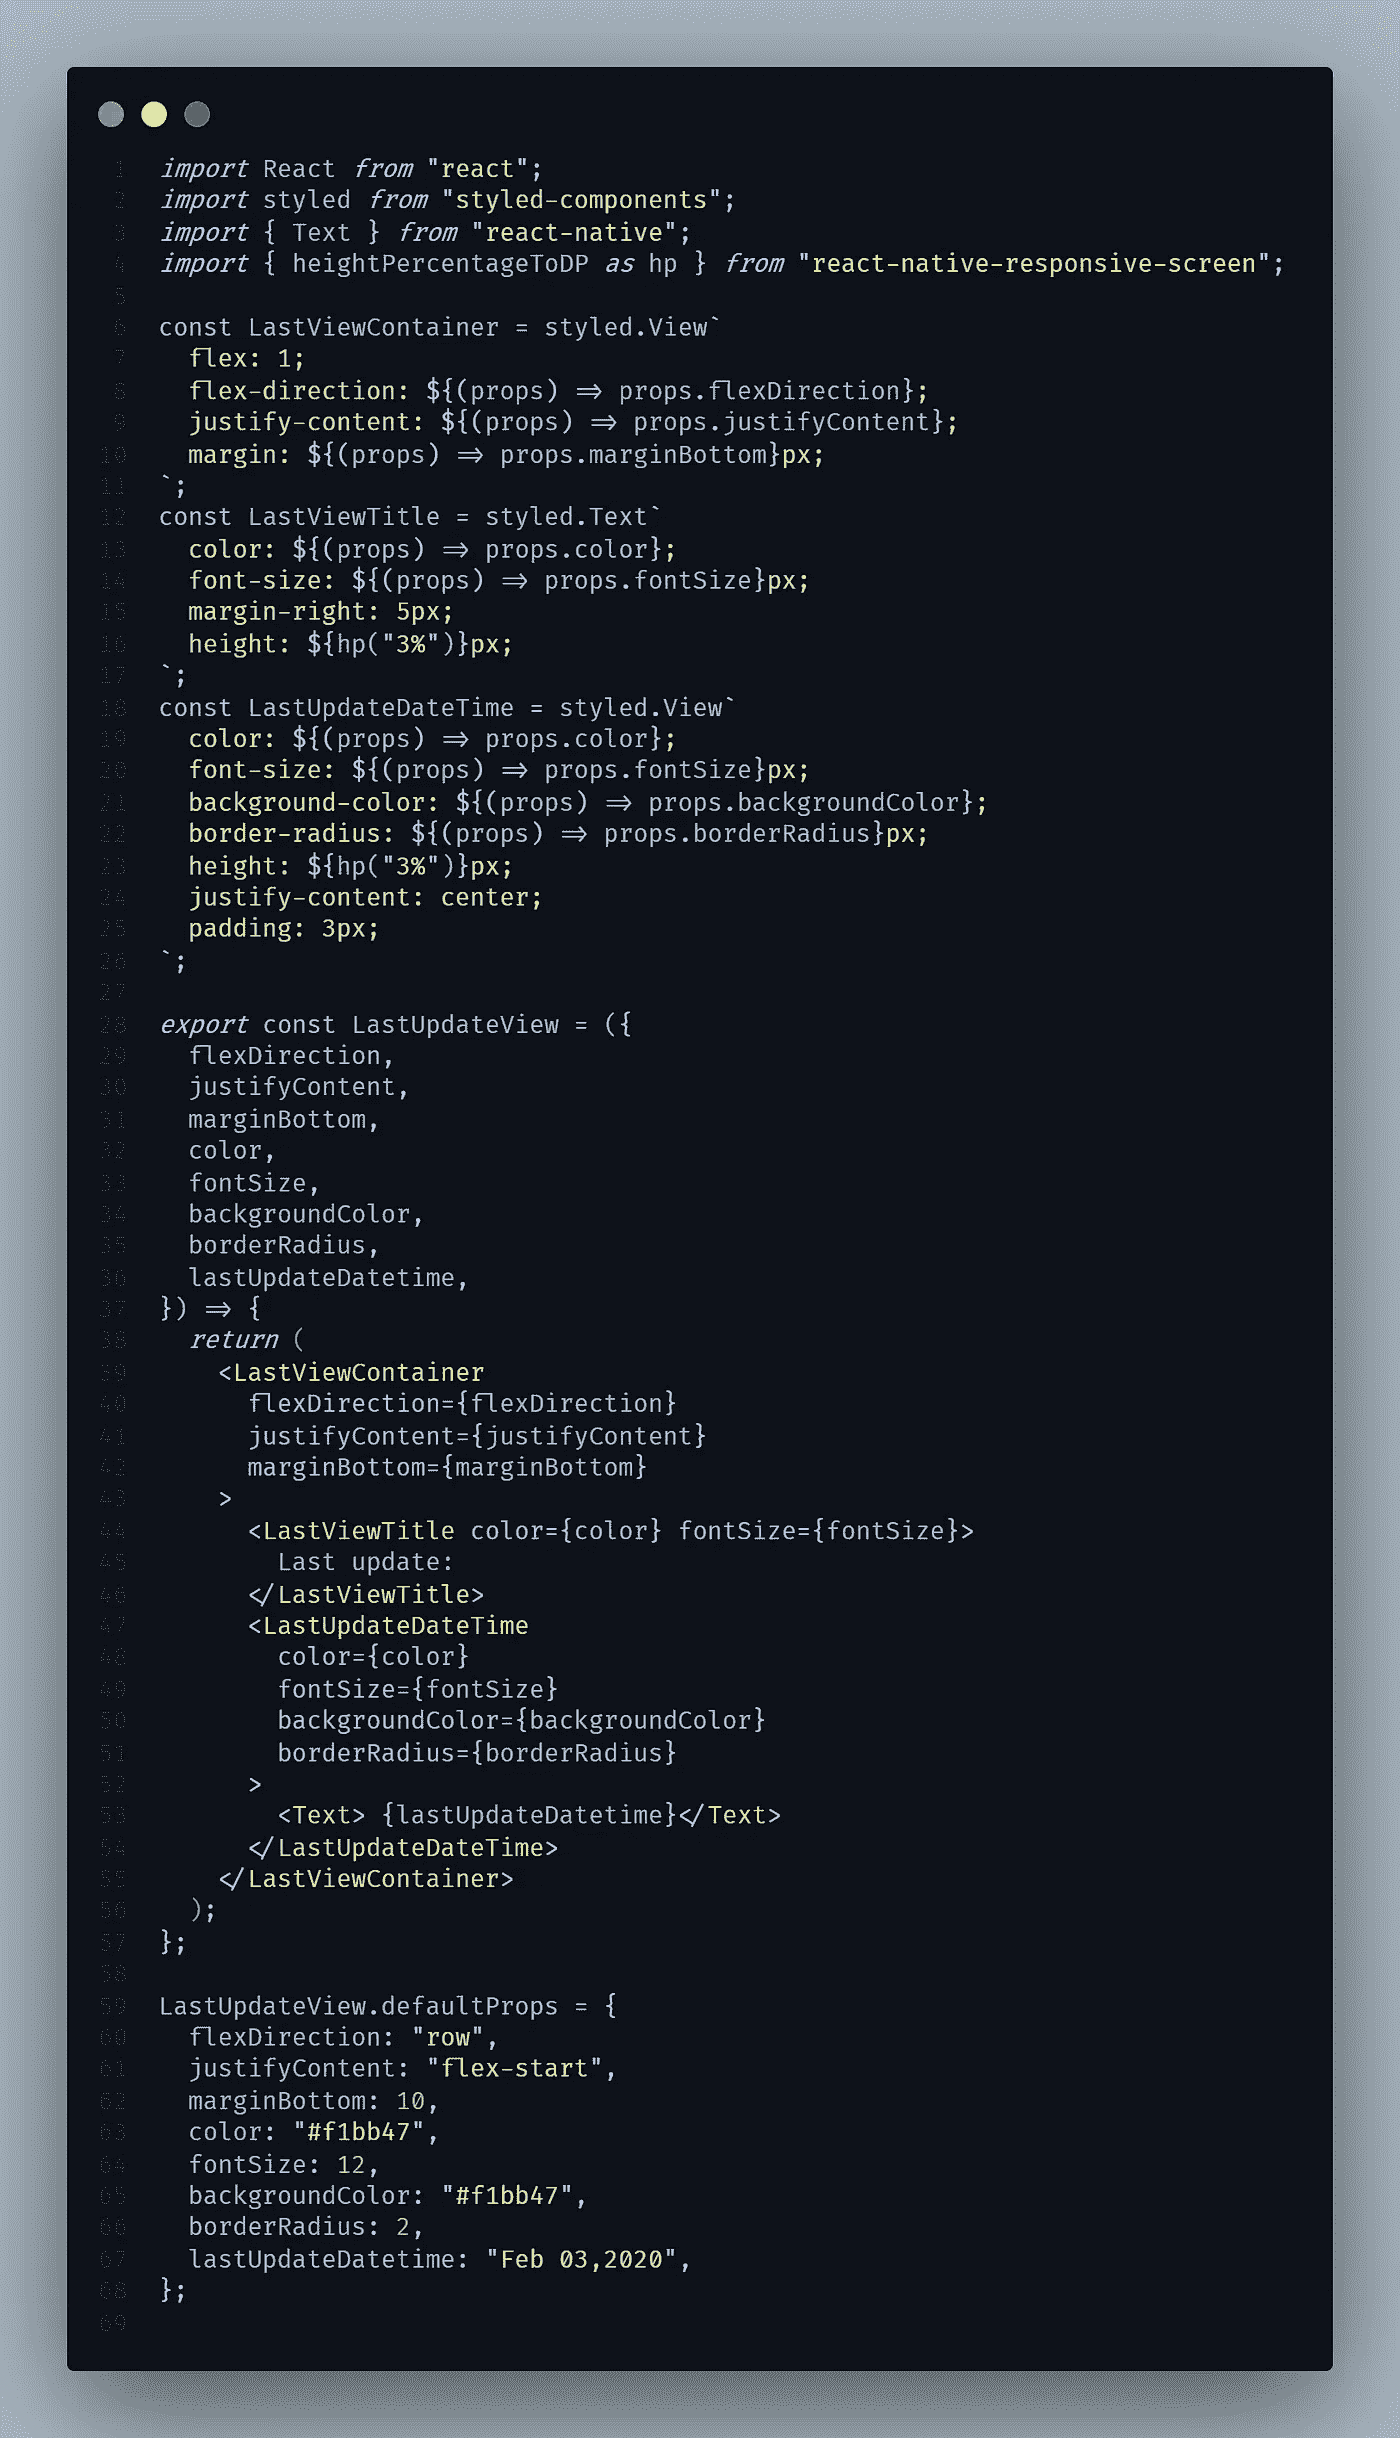 1 import React from "react";
2 import styled from "styled-components";
3 import { Text } from "react-native";
4 import { heightPercentageToDP as hp } from "react-native-responsive-screen";
5
6 const LastViewContainer = styled.View`
7   flex: 1;
8   flex-direction: ${(props) => props.flexDirection};
9   justify-content: ${(props) => props.justifyContent};
10   margin: ${(props) => props.marginBottom}px;
11 `;
12 const LastViewTitle = styled.Text`
13   color: ${(props) => props.color};
14   font-size: ${(props) => props.fontSize}px;
15   margin-right: 5px;
16   height: ${hp("3%")}px;
17 `;
18 const LastUpdateDateTime = styled.View`
19   color: ${(props) => props.color};
20   font-size: ${(props) => props.fontSize}px;
21   background-color: ${(props) => props.backgroundColor};
22   border-radius: ${(props) => props.borderRadius}px;
23   height: ${hp("3%")}px;
24   justify-content: center;
25   padding: 3px;
26 `;
27
28 export const LastUpdateView = ({
29   flexDirection,
30   justifyContent,
31   marginBottom,
32   color,
33   fontSize,
34   backgroundColor,
35   borderRadius,
36   lastUpdateDatetime,
37 }) => {
38   return (
39     <LastViewContainer
40       flexDirection={flexDirection}
41       justifyContent={justifyContent}
42       marginBottom={marginBottom}
43     >
44       <LastViewTitle color={color} fontSize={fontSize}>
45         Last update:
46       </LastViewTitle>
47       <LastUpdateDateTime
48         color={color}
49         fontSize={fontSize}
50         backgroundColor={backgroundColor}
51         borderRadius={borderRadius}
52       >
53         <Text> {lastUpdateDatetime}</Text>
54       </LastUpdateDateTime>
55     </LastViewContainer>
56   );
57 };
58
59 LastUpdateView.defaultProps = {
60   flexDirection: "row",
61   justifyContent: "flex-start",
62   marginBottom: 10,
63   color: "#f1bb47",
64   fontSize: 12,
65   backgroundColor: "#f1bb47",
66   borderRadius: 2,
67   lastUpdateDatetime: "Feb 03,2020",
68 };
69